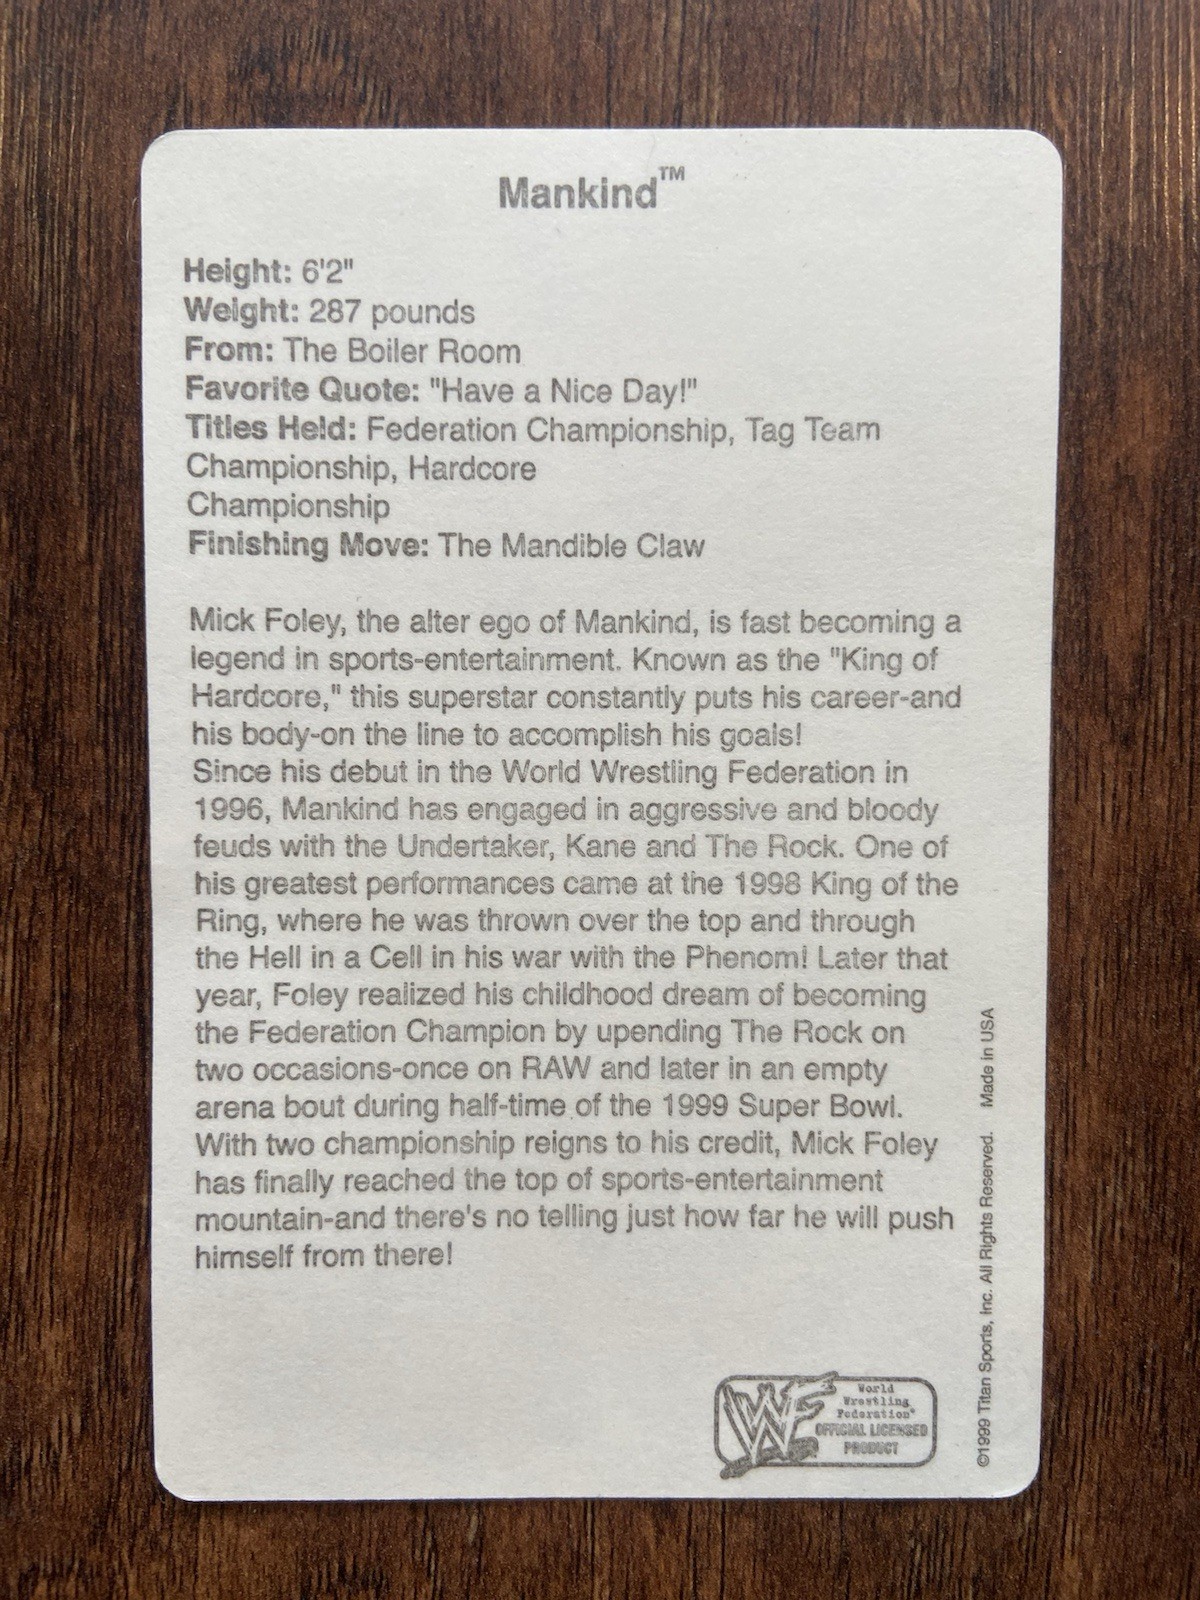 Mankind™
Height: 6'2"
Weight: 287 pounds
From: The Boiler Room
Favorite Quote: "Have a Nice Day!"
Titles Held: Federation Championship, Tag Team
Championship, Hardcore
Championship
Finishing Move: The Mandible Claw
Mick Foley, the alter ego of Mankind, is fast becoming a
legend in sports-entertainment. Known as the "King of
Hardcore," this superstar constantly puts his career-and
his body-on the line to accomplish his goals!
Since his debut in the World Wrestling Federation in
1996, Mankind has engaged in aggressive and bloody
feuds with the Undertaker, Kane and The Rock. One of
his greatest performances came at the 1998 King of the
Ring, where he was thrown over the top and through
the Hell in a Cell in his war with the Phenom! Later that
year, Foley realized his childhood dream of becoming
the Federation Champion by upending The Rock on
two occasions-once on RAW and later in an empty
arena bout during half-time of the 1999 Super Bowl.
With two championship reigns to his credit, Mick Foley
has finally reached the top of sports-entertainment
mountain-and there's no telling just how far he will push
himself from there!
©1999 Titan Sports, Inc. All Rights Reserved. Made in USA
WF
World
Wrestling
Federation®
OFFICIAL LICENSED
PRODUCT